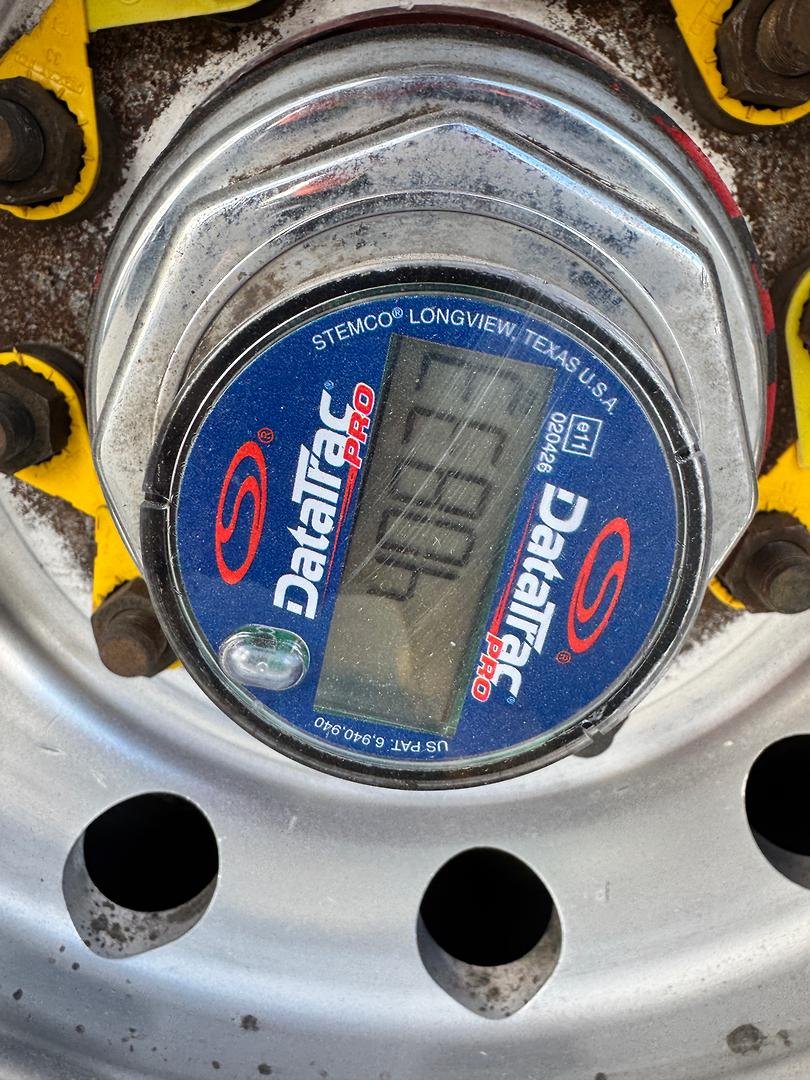 STEMCO® LONGVIEW, TEXAS U.S.A.
e11
020426
DataTrac®
PRO
DataTrac®
PRO
US PAT. 6,940,940